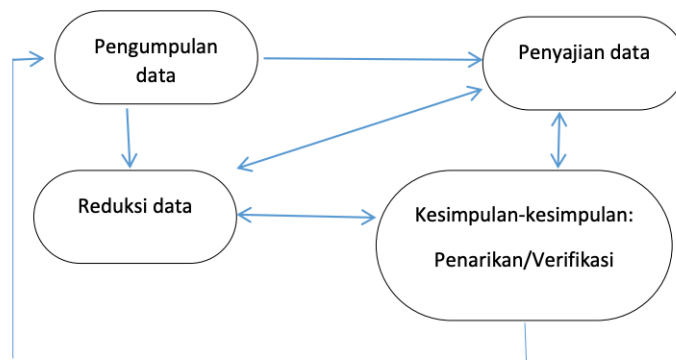 Pengumpulan
data
Penyajian data
Reduksi data
Kesimpulan-kesimpulan:
Penarikan/Verifikasi